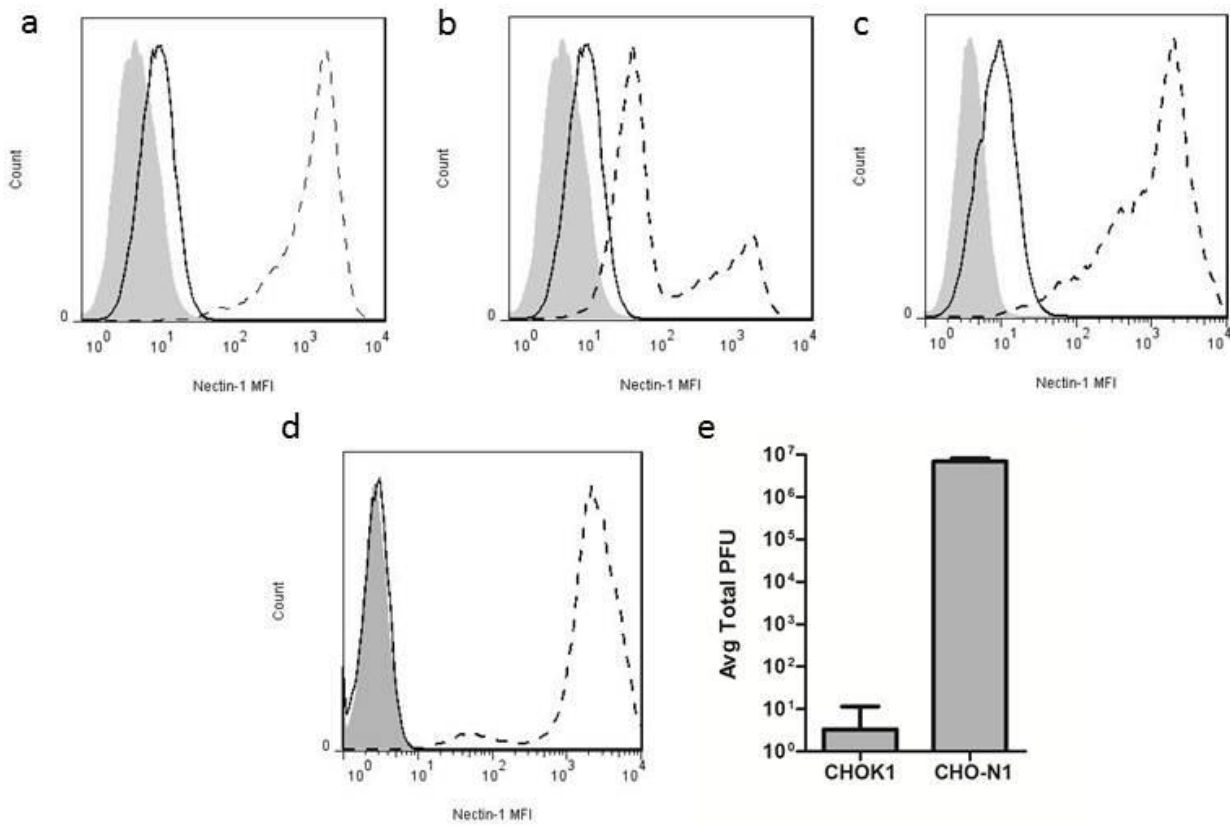 a
Count
0
10^0 10^1 10^2 10^3 10^4
Nectin-1 MFI
b
Count
0
10^0 10^1 10^2 10^3 10^4
Nectin-1 MFI
c
Count
0
10^0 10^1 10^2 10^3 10^4
Nectin-1 MFI
d
Count
0
10^0 10^1 10^2 10^3 10^4
Nectin-1 MFI
e
Avg Total PFU
10^7
10^6
10^5
10^4
10^3
10^2
10^1
10^0
CHOK1 CHO-N1